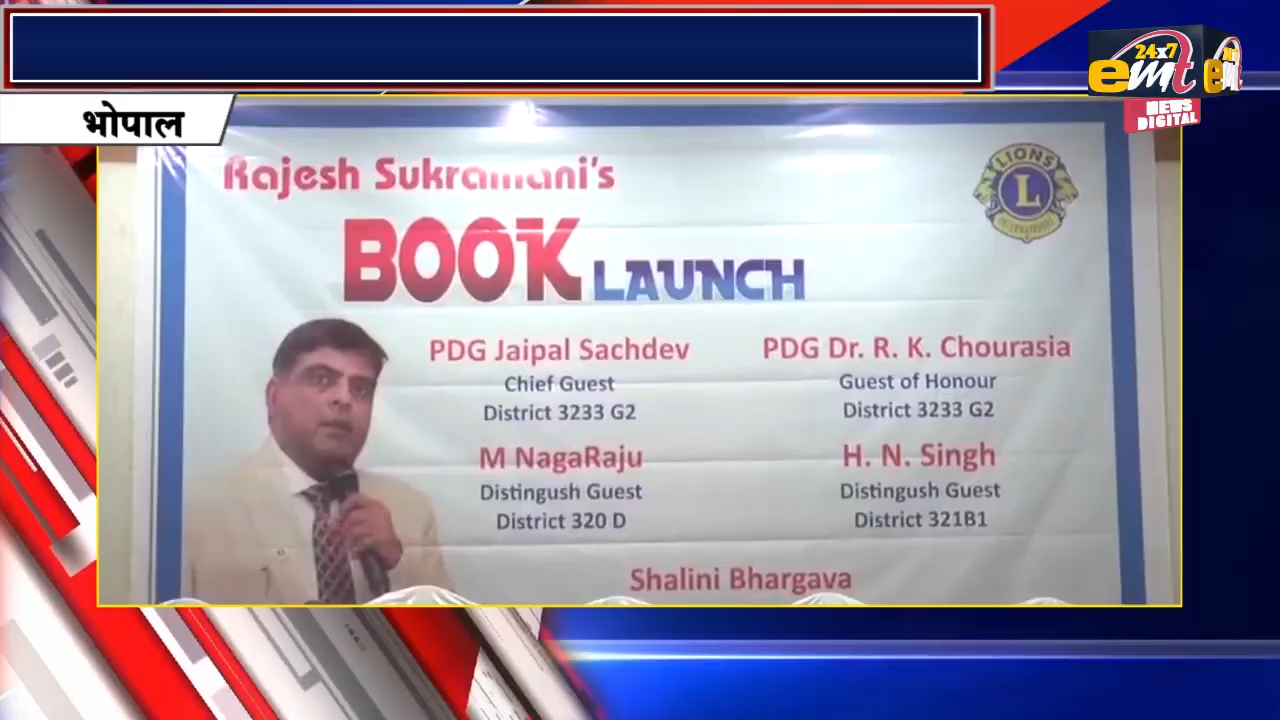 24x7
emt
NEWS
DIGITAL
भोपाल
Rajesh Sukramani's
BOOK LAUNCH
LIONS
L
INTERNATIONAL
PDG Jaipal Sachdev
Chief Guest
District 3233 G2
PDG Dr. R. K. Chourasia
Guest of Honour
District 3233 G2
M NagaRaju
Distingush Guest
District 320 D
H. N. Singh
Distingush Guest
District 321B1
Shalini Bhargava